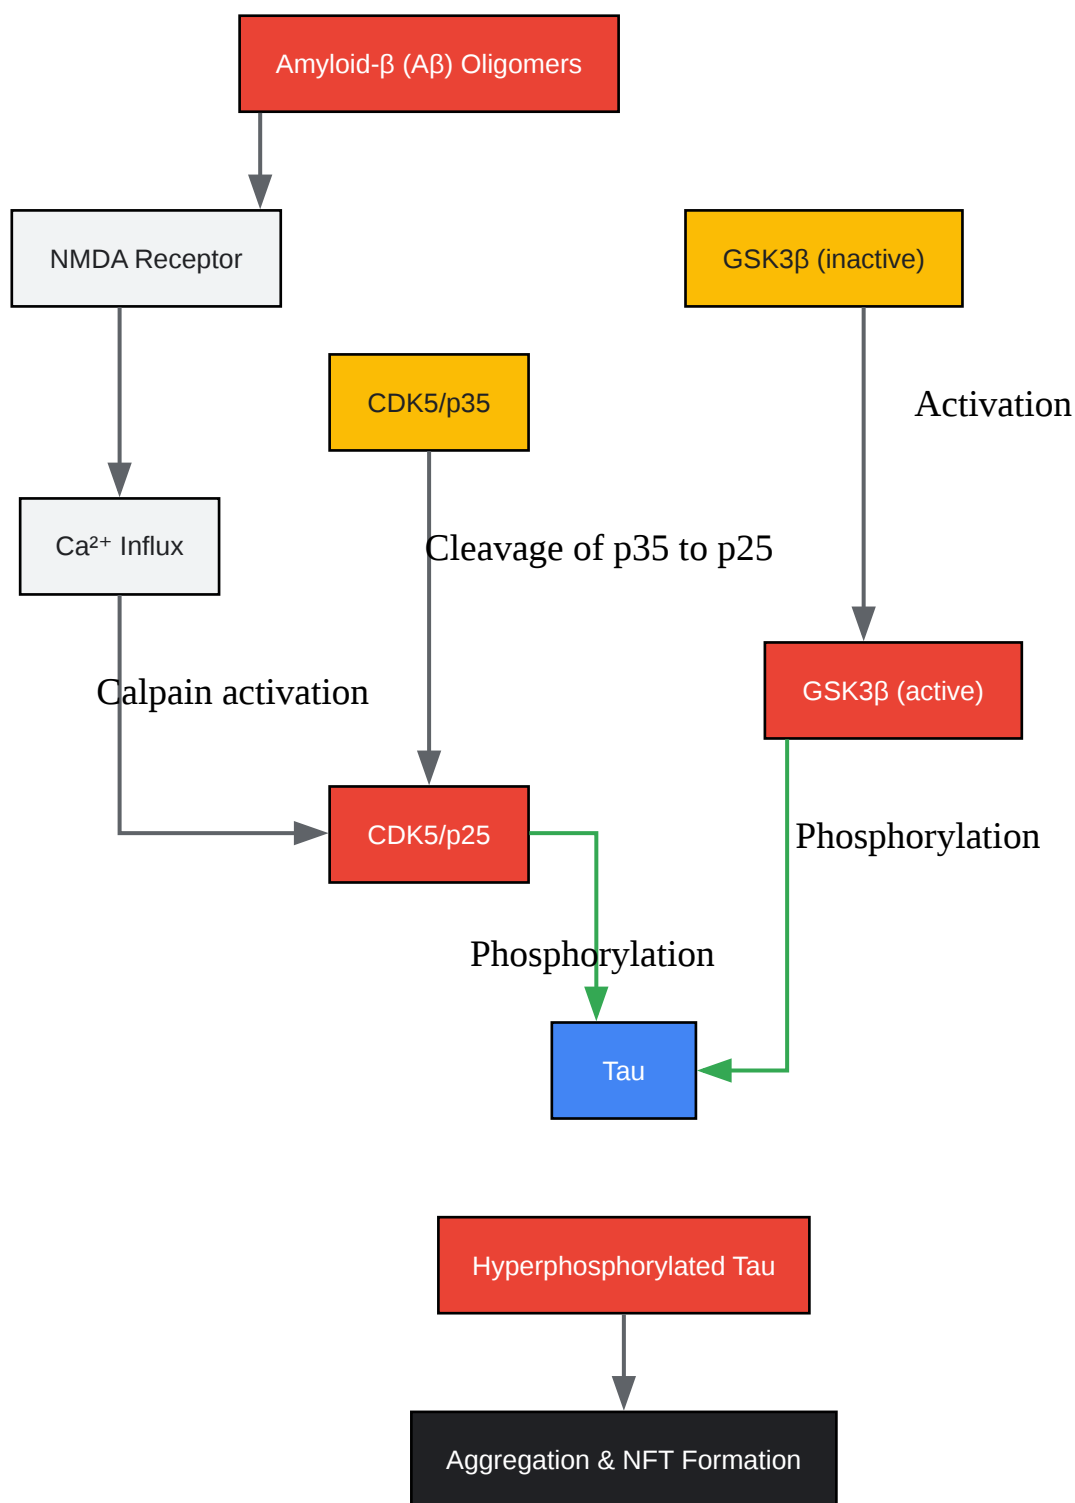 Amyloid-β (Aβ) Oligomers
NMDA Receptor
GSK3β (inactive)
CDK5/p35
Activation
Ca²⁺ Influx
Cleavage of p35 to p25
Calpain activation
GSK3β (active)
CDK5/p25
Phosphorylation
Phosphorylation
Tau
Hyperphosphorylated Tau
Aggregation & NFT Formation